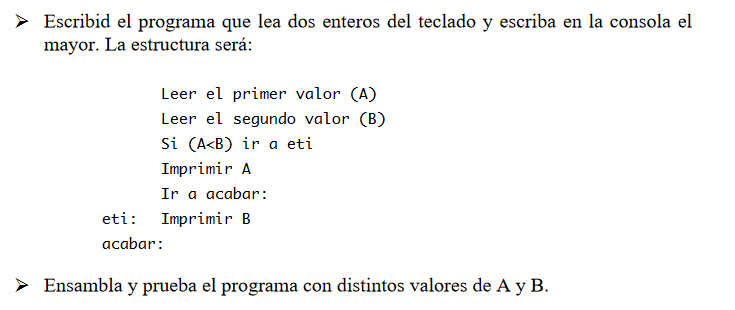 ➢ Escribid el programa que lea dos enteros del teclado y escriba en la consola el
mayor. La estructura será:
Leer el primer valor (A)
Leer el segundo valor (B)
Si (A<B) ir a eti
Imprimir A
Ir a acabar:
eti: Imprimir B
acabar:
➢ Ensambla y prueba el programa con distintos valores de A y B.